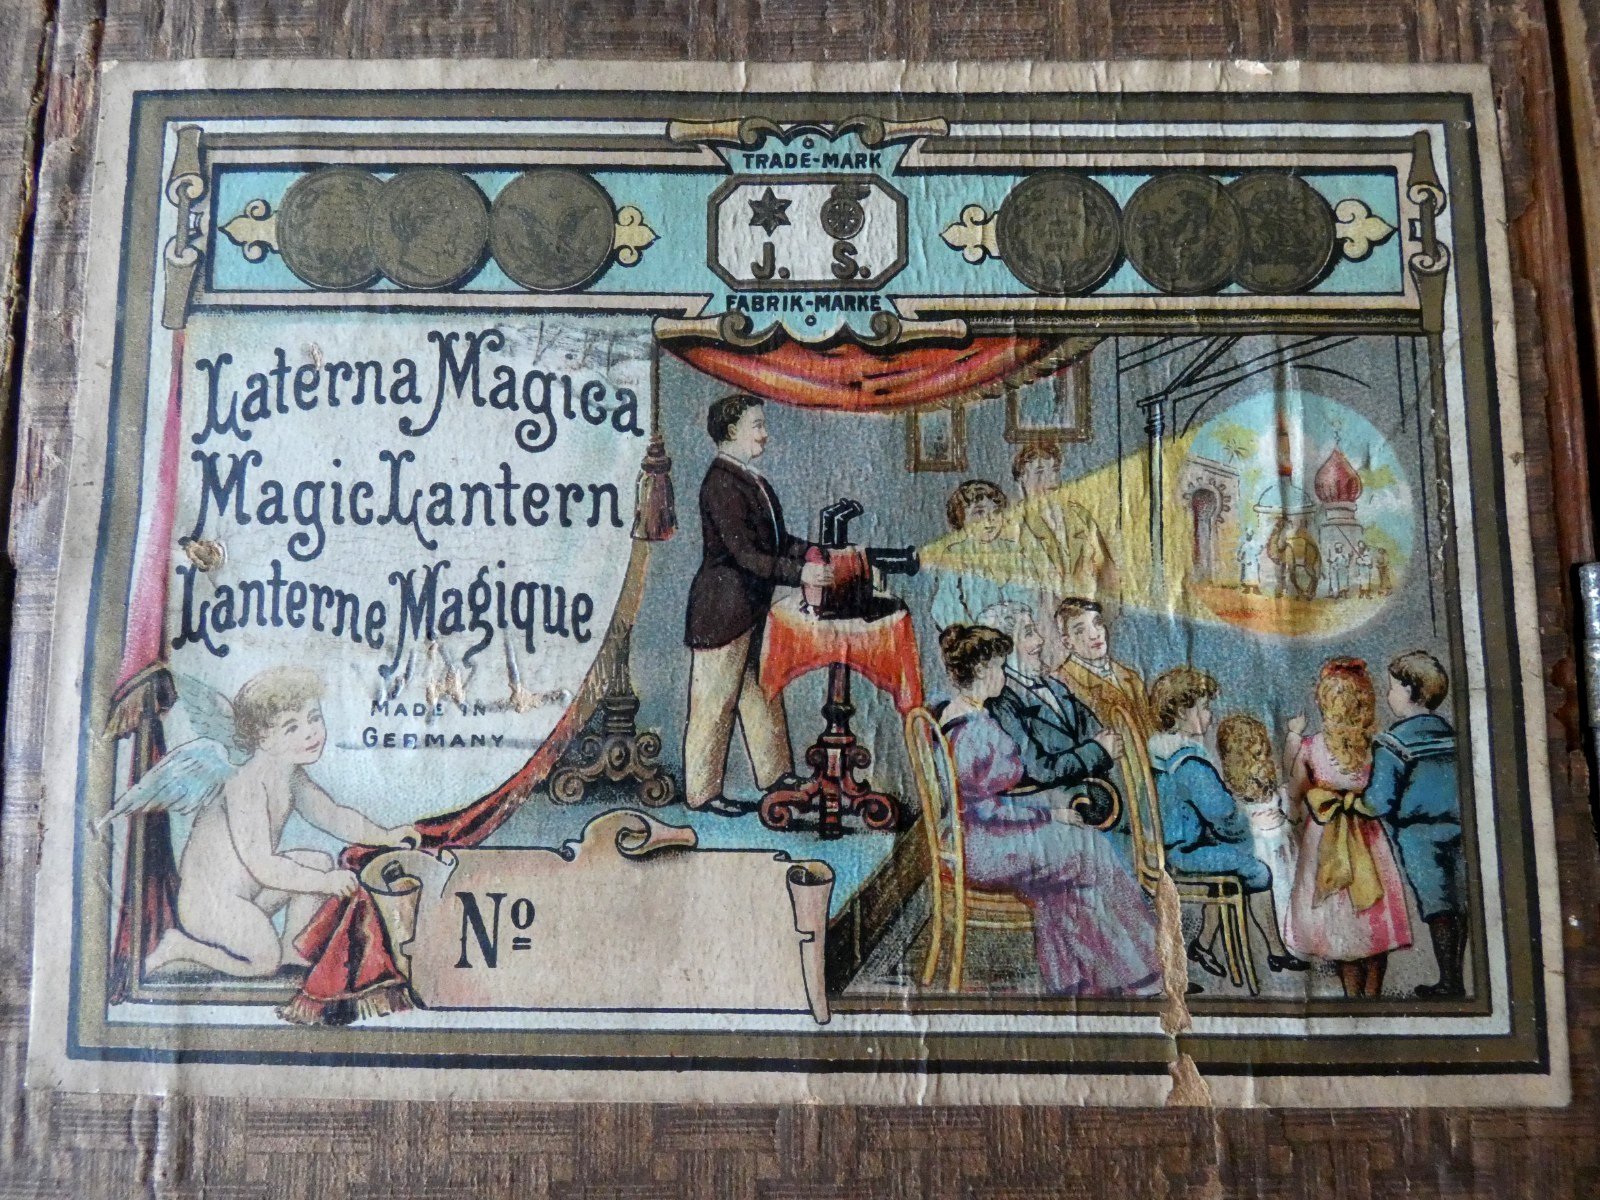 TRADE-MARK
J. S.
FABRIK-MARKE
Laterna Magica
Magic Lantern
Lanterne Magique
MADE IN
GERMANY
Nº